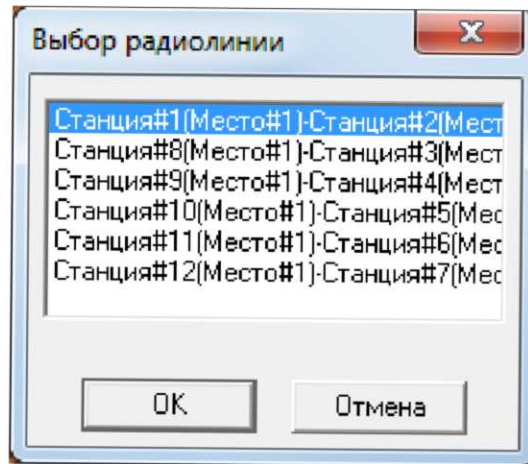 Выбор радиолинии
Станция#1(Место#1)-Станция#2(Мест
Станция#8(Место#1)-Станция#3(Мест
Станция#9(Место#1)-Станция#4(Мест
Станция#10(Место#1)-Станция#5(Мес
Станция#11(Место#1)-Станция#6(Мес
Станция#12(Место#1)-Станция#7(Мес
OK Отмена